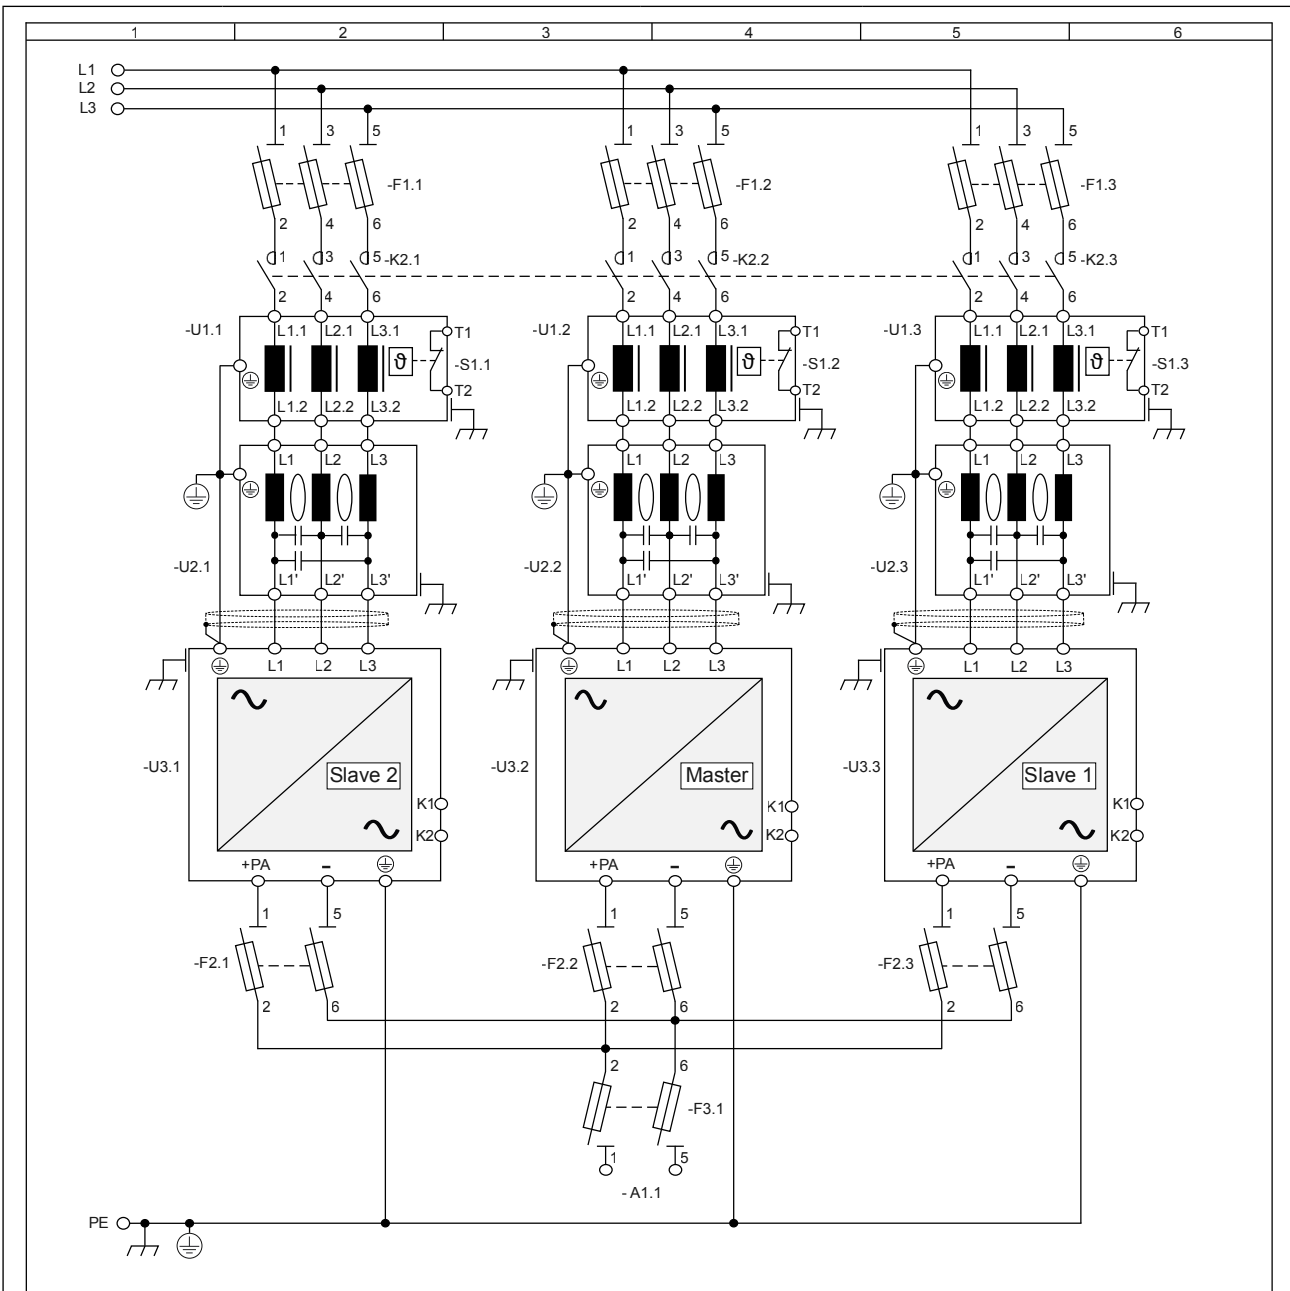 1 2 3 4 5 6
L1
L2
L3
1 3 5 1 3 5 1 3 5
-F1.1 -F1.2 -F1.3
2 4 6 2 4 6 2 4 6
1 3 5 -K2.1 1 3 5 -K2.2 1 3 5 -K2.3
2 4 6 2 4 6 2 4 6
-U1.1 L1.1 L2.1 L3.1 T1 -U1.2 L1.1 L2.1 L3.1 T1 -U1.3 L1.1 L2.1 L3.1 T1
ϑ -S1.1 ϑ -S1.2 ϑ -S1.3
T2 T2 T2
L1.2 L2.2 L3.2 L1.2 L2.2 L3.2 L1.2 L2.2 L3.2
L1 L2 L3 L1 L2 L3 L1 L2 L3
-U2.1 -U2.2 -U2.3
L1' L2' L3' L1' L2' L3' L1' L2' L3'
L1 L2 L3 L1 L2 L3 L1 L2 L3
-U3.1 Slave 2 -U3.2 Master -U3.3 Slave 1
K1 K1 K1
K2 K2 K2
+PA - +PA - +PA -
1 5 1 5 1 5
-F2.1 -F2.2 -F2.3
2 6 2 6 2 6
2 6
-F3.1
1 5
- A1.1
PE